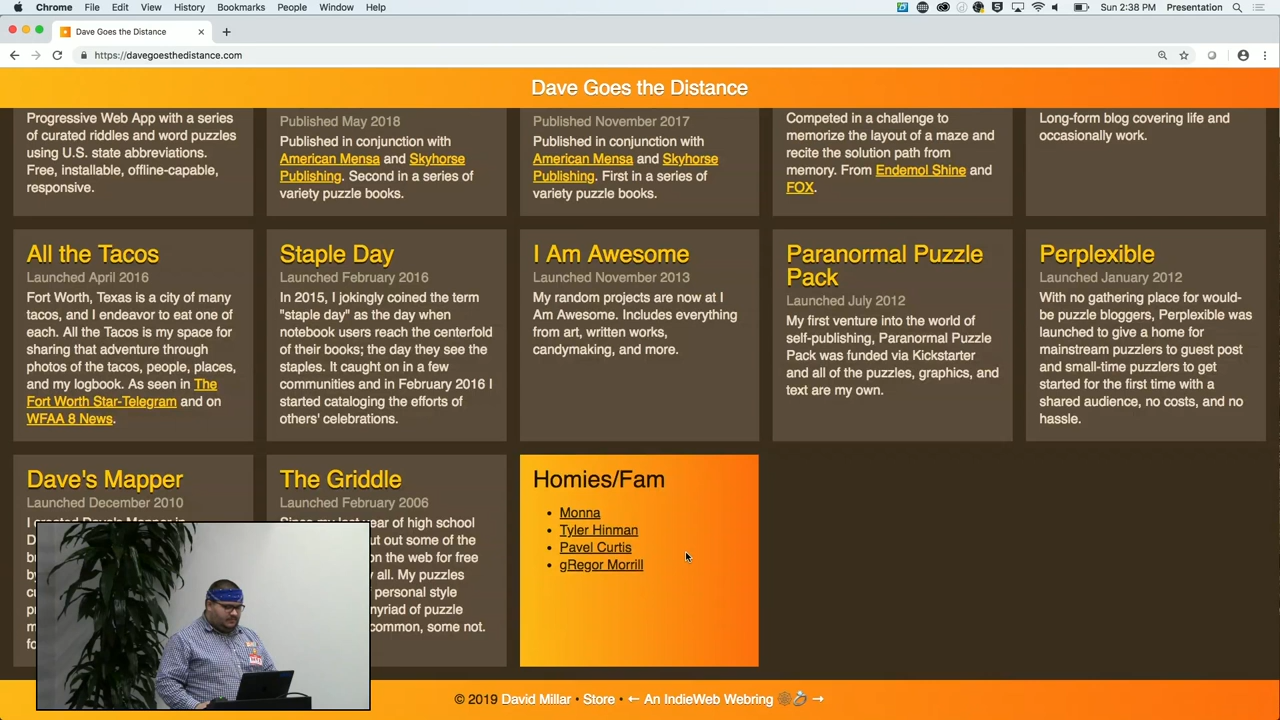 Chrome File Edit View History Bookmarks People Window Help Sun 2:38 PM Presentation
Dave Goes the Distance
https://davegoesthedistance.com
Dave Goes the Distance
Progressive Web App with a series
of curated riddles and word puzzles
using U.S. state abbreviations.
Free, installable, offline-capable,
responsive.
Published May 2018
Published in conjunction with
American Mensa and Skyhorse
Publishing. Second in a series of
variety puzzle books.
Published November 2017
Published in conjunction with
American Mensa and Skyhorse
Publishing. First in a series of
variety puzzle books.
Competed in a challenge to
memorize the layout of a maze and
recite the solution path from
memory. From Endemol Shine and
FOX.
Long-form blog covering life and
occasionally work.
All the Tacos
Launched April 2016
Fort Worth, Texas is a city of many
tacos, and I endeavor to eat one of
each. All the Tacos is my space for
sharing that adventure through
photos of the tacos, people, places,
and my logbook. As seen in The
Fort Worth Star-Telegram and on
WFAA 8 News.
Staple Day
Launched February 2016
In 2015, I jokingly coined the term
"staple day" as the day when
notebook users reach the centerfold
of their books; the day they see the
staples. It caught on in a few
communities and in February 2016 I
started cataloging the efforts of
others' celebrations.
I Am Awesome
Launched November 2013
My random projects are now at I
Am Awesome. Includes everything
from art, written works,
candymaking, and more.
Paranormal Puzzle
Pack
Launched July 2012
My first venture into the world of
self-publishing, Paranormal Puzzle
Pack was funded via Kickstarter
and all of the puzzles, graphics, and
text are my own.
Perplexible
Launched January 2012
With no gathering place for would-
be puzzle bloggers, Perplexible was
launched to give a home for
mainstream puzzlers to guest post
and small-time puzzlers to get
started for the first time with a
shared audience, no costs, and no
hassle.
Dave's Mapper
Launched December 2010
The Griddle
Launched February 2006
year of high school
out some of the
on the web for free
all. My puzzles
personal style
myriad of puzzle
common, some not.
Homies/Fam
• Monna
• Tyler Hinman
• Pavel Curtis
• gRegor Morrill
© 2019 David Millar • Store • ← An IndieWeb Webring 🕸💍 →